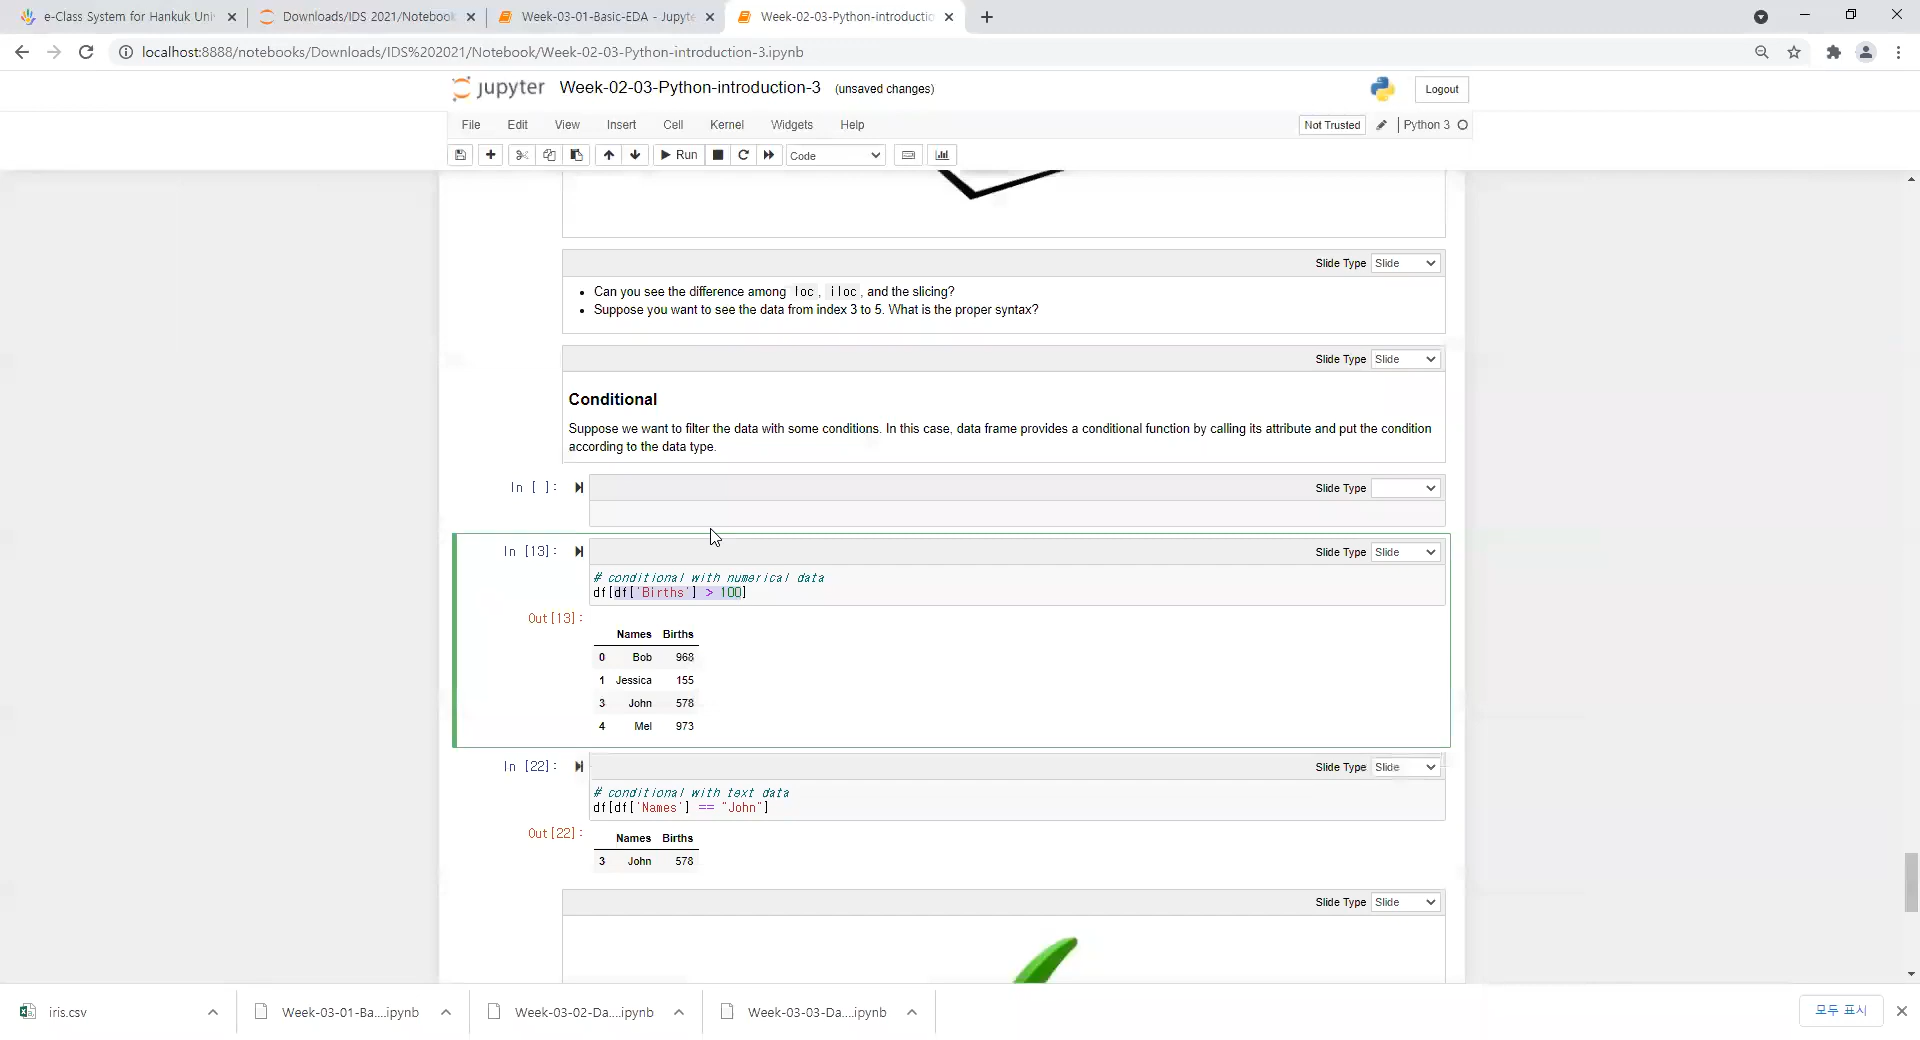 e-Class System for Hankuk Uni
Downloads/IDS 2021/Notebook
Week-03-01-Basic-EDA - Jupyte
Week-02-03-Python-introductio
localhost:8888/notebooks/Downloads/IDS%202021/Notebook/Week-02-03-Python-introduction-3.ipynb
jupyter Week-02-03-Python-introduction-3 (unsaved changes)
Logout
File Edit View Insert Cell Kernel Widgets Help
Not Trusted
Python 3
Run
Code
Slide Type Slide
Can you see the difference among loc, iloc, and the slicing?
Suppose you want to see the data from index 3 to 5. What is the proper syntax?
Slide Type Slide
Conditional
Suppose we want to filter the data with some conditions. In this case, data frame provides a conditional function by calling its attribute and put the condition
according to the data type.
In [ ]:
Slide Type
In [13]:
Slide Type Slide
# conditional with numerical data
df[df['Births'] > 100]
Out[13]:
Names Births
0 Bob 968
1 Jessica 155
3 John 578
4 Mel 973
In [22]:
Slide Type Slide
# conditional with text data
df[df['Names'] == "John"]
Out[22]:
Names Births
3 John 578
Slide Type Slide
iris.csv
Week-03-01-Ba....ipynb
Week-03-02-Da....ipynb
Week-03-03-Da....ipynb
모두 표시